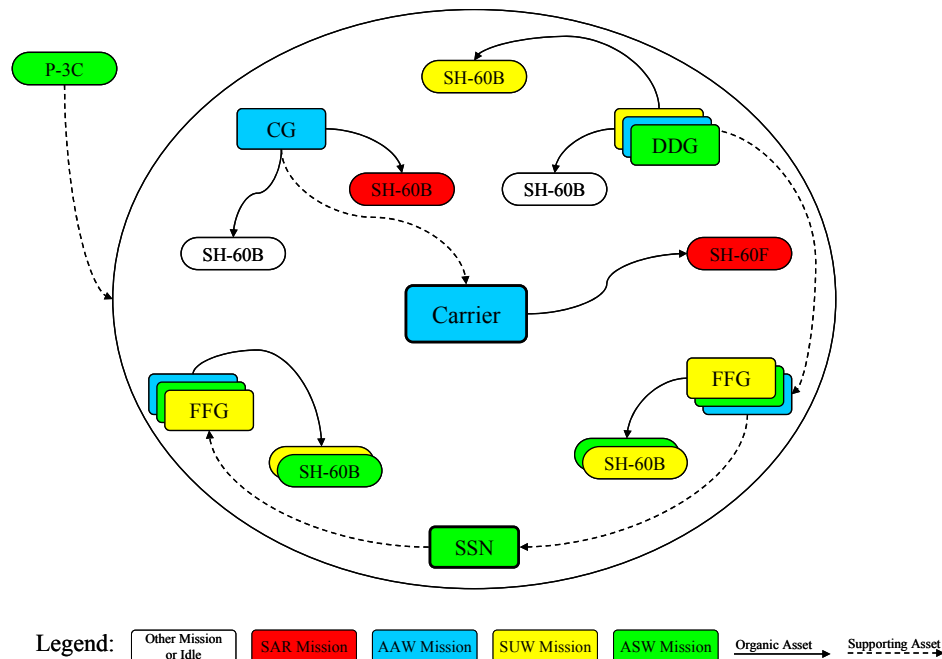 P-3C
SH-60B
CG
DDG
SH-60B
SH-60B
SH-60B
SH-60F
Carrier
FFG
FFG
SH-60B
SH-60B
SSN
Legend:
Other Mission
or Idle
SAR Mission
AAW Mission
SUW Mission
ASW Mission
Organic Asset
Supporting Asset